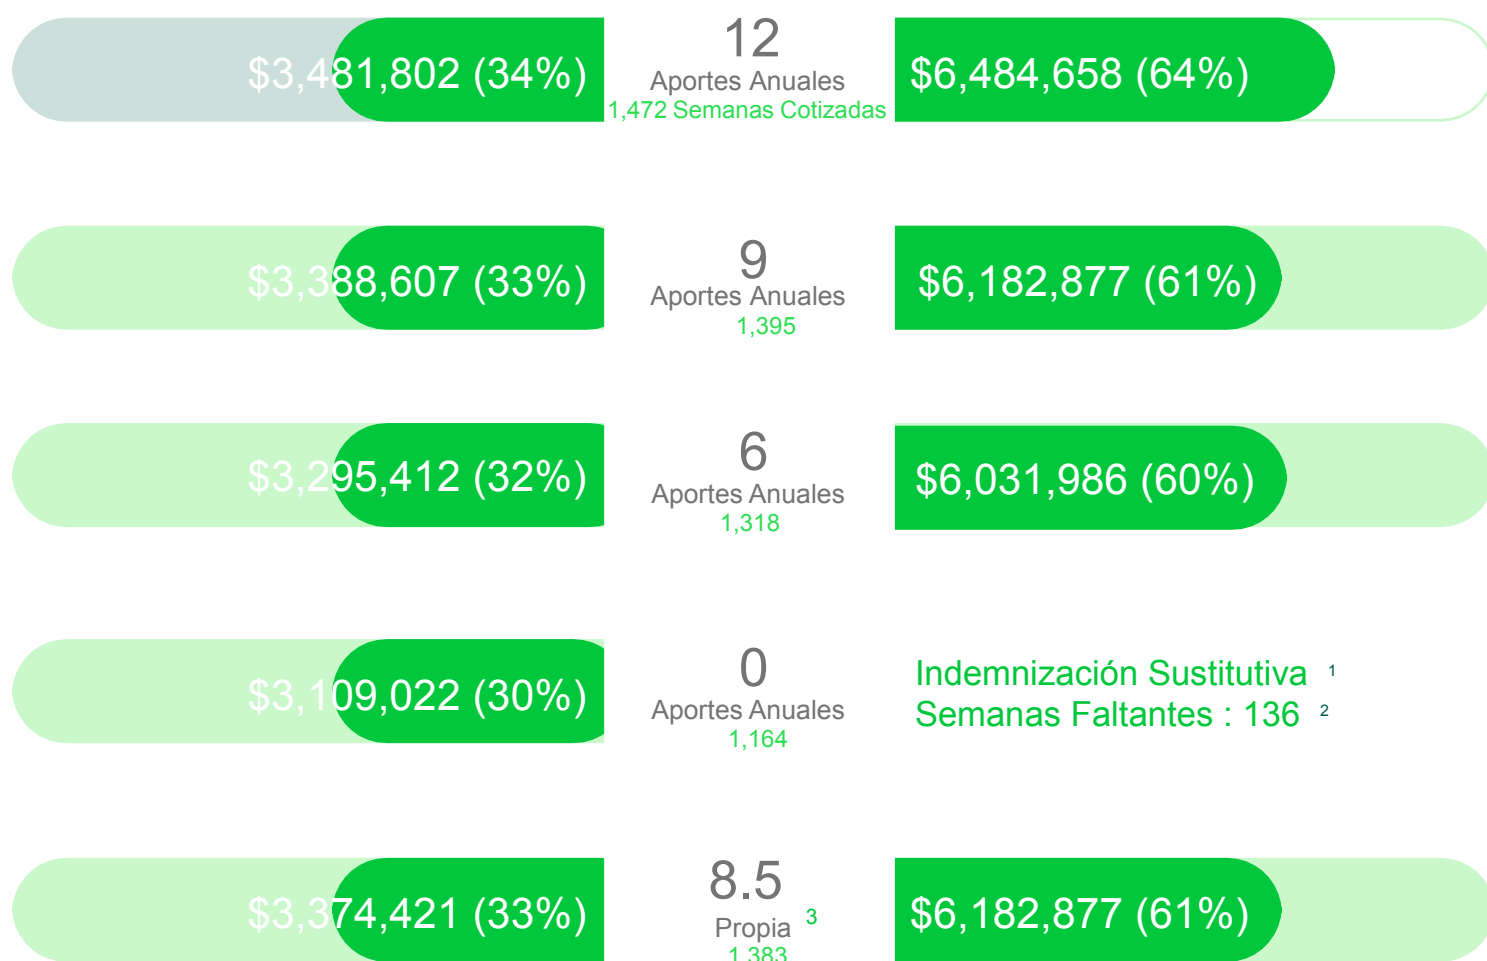 $3,481,802 (34%)
12
Aportes Anuales
1,472 Semanas Cotizadas
$6,484,658 (64%)
$3,388,607 (33%)
9
Aportes Anuales
1,395
$6,182,877 (61%)
$3,295,412 (32%)
6
Aportes Anuales
1,318
$6,031,986 (60%)
$3,109,022 (30%)
0
Aportes Anuales
1,164
Indemnización Sustitutiva 1
Semanas Faltantes : 136 2
$3,374,421 (33%)
8.5
Propia 3
1,383
$6,182,877 (61%)